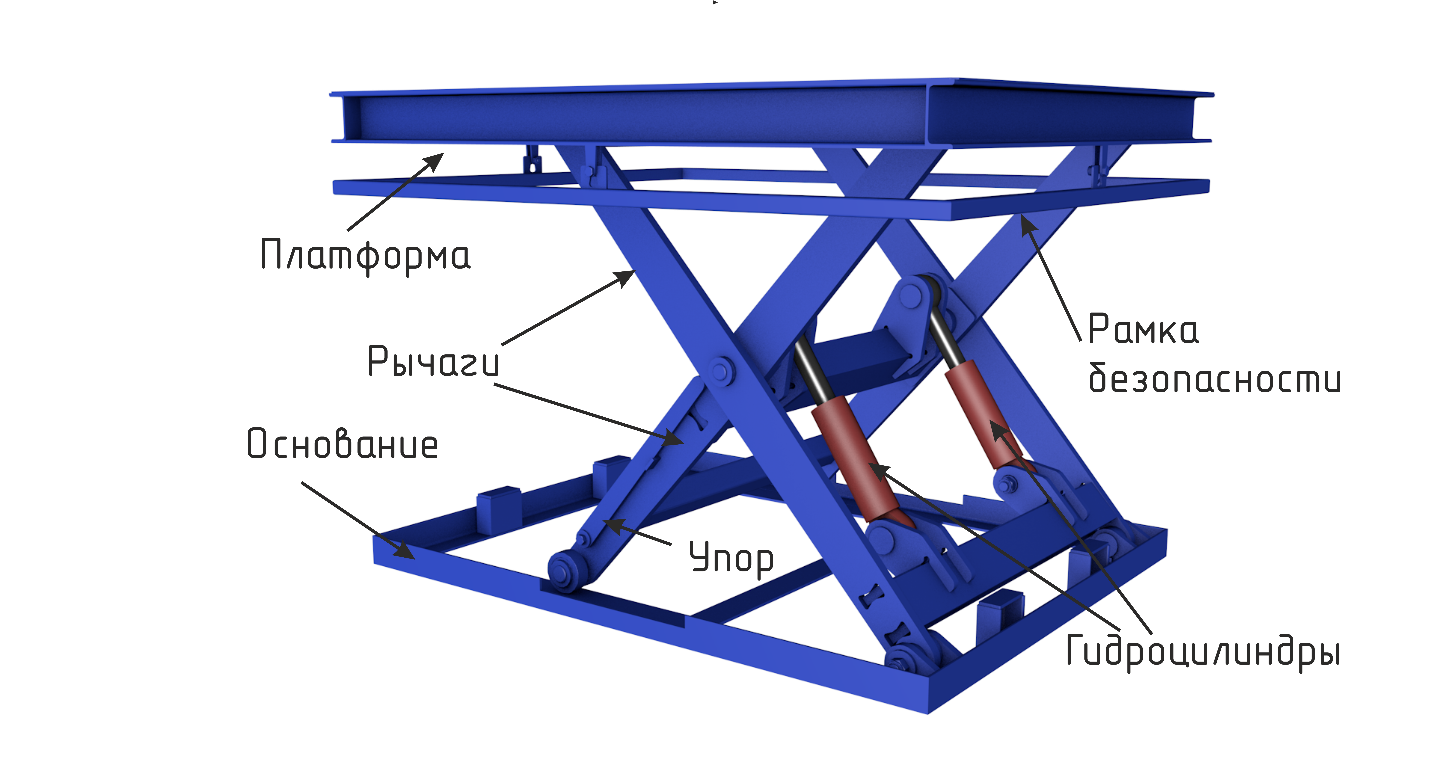 Платформа
Рычаги
Рамка
безопасности
Основание
Упор
Гидроцилиндры